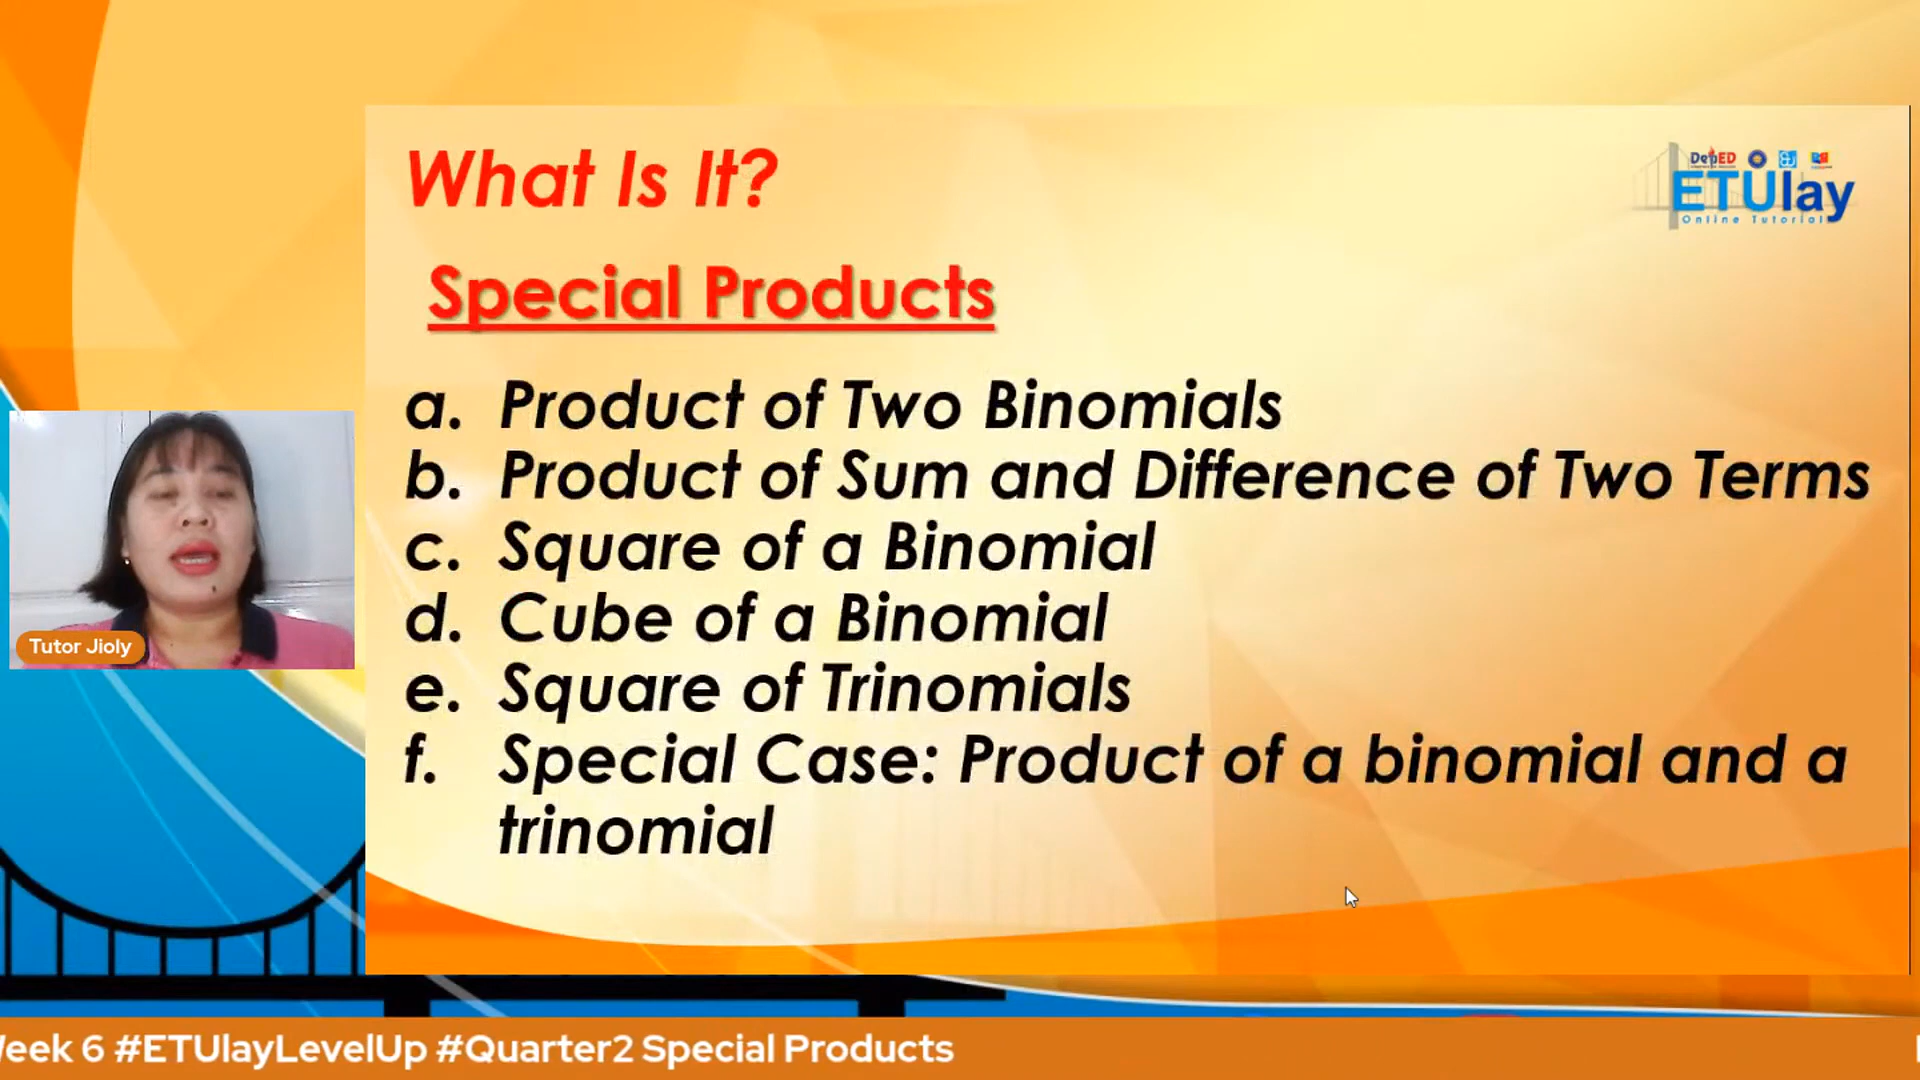 What Is It?
DepED
ETUlay
Online Tutorial
Special Products
a. Product of Two Binomials
b. Product of Sum and Difference of Two Terms
c. Square of a Binomial
d. Cube of a Binomial
e. Square of Trinomials
f. Special Case: Product of a binomial and a
trinomial
Tutor Jioly
6 #ETUlayLevelUp #Quarter2 Special Products